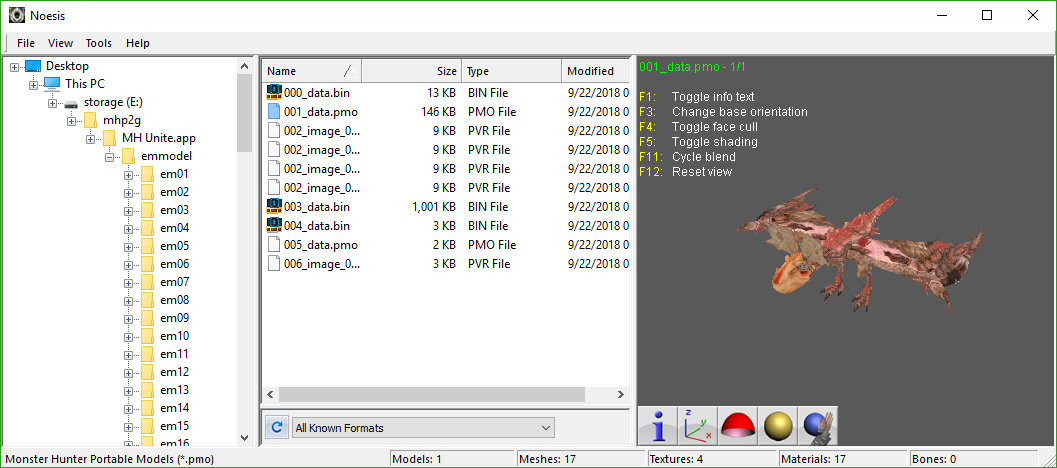 Noesis
File View Tools Help
Desktop
This PC
storage (E:)
mhp2g
MH Unite.app
emmodel
em01
em02
em03
em04
em05
em06
em07
em08
em09
em10
em11
em12
em13
em14
em15
em16
Name Size Type Modified
000_data.bin 13 KB BIN File 9/22/2018 0
001_data.pmo 146 KB PMO File 9/22/2018 0
002_image_0... 9 KB PVR File 9/22/2018 0
002_image_0... 9 KB PVR File 9/22/2018 0
002_image_0... 9 KB PVR File 9/22/2018 0
002_image_0... 9 KB PVR File 9/22/2018 0
003_data.bin 1,001 KB BIN File 9/22/2018 0
004_data.bin 3 KB BIN File 9/22/2018 0
005_data.pmo 2 KB PMO File 9/22/2018 0
006_image_0... 3 KB PVR File 9/22/2018 0
All Known Formats
001_data.pmo - 1/1
F1: Toggle info text
F3: Change base orientation
F4: Toggle face cull
F5: Toggle shading
F11: Cycle blend
F12: Reset view
i
z
y
x
Monster Hunter Portable Models (*.pmo) Models: 1 Meshes: 17 Textures: 4 Materials: 17 Bones: 0